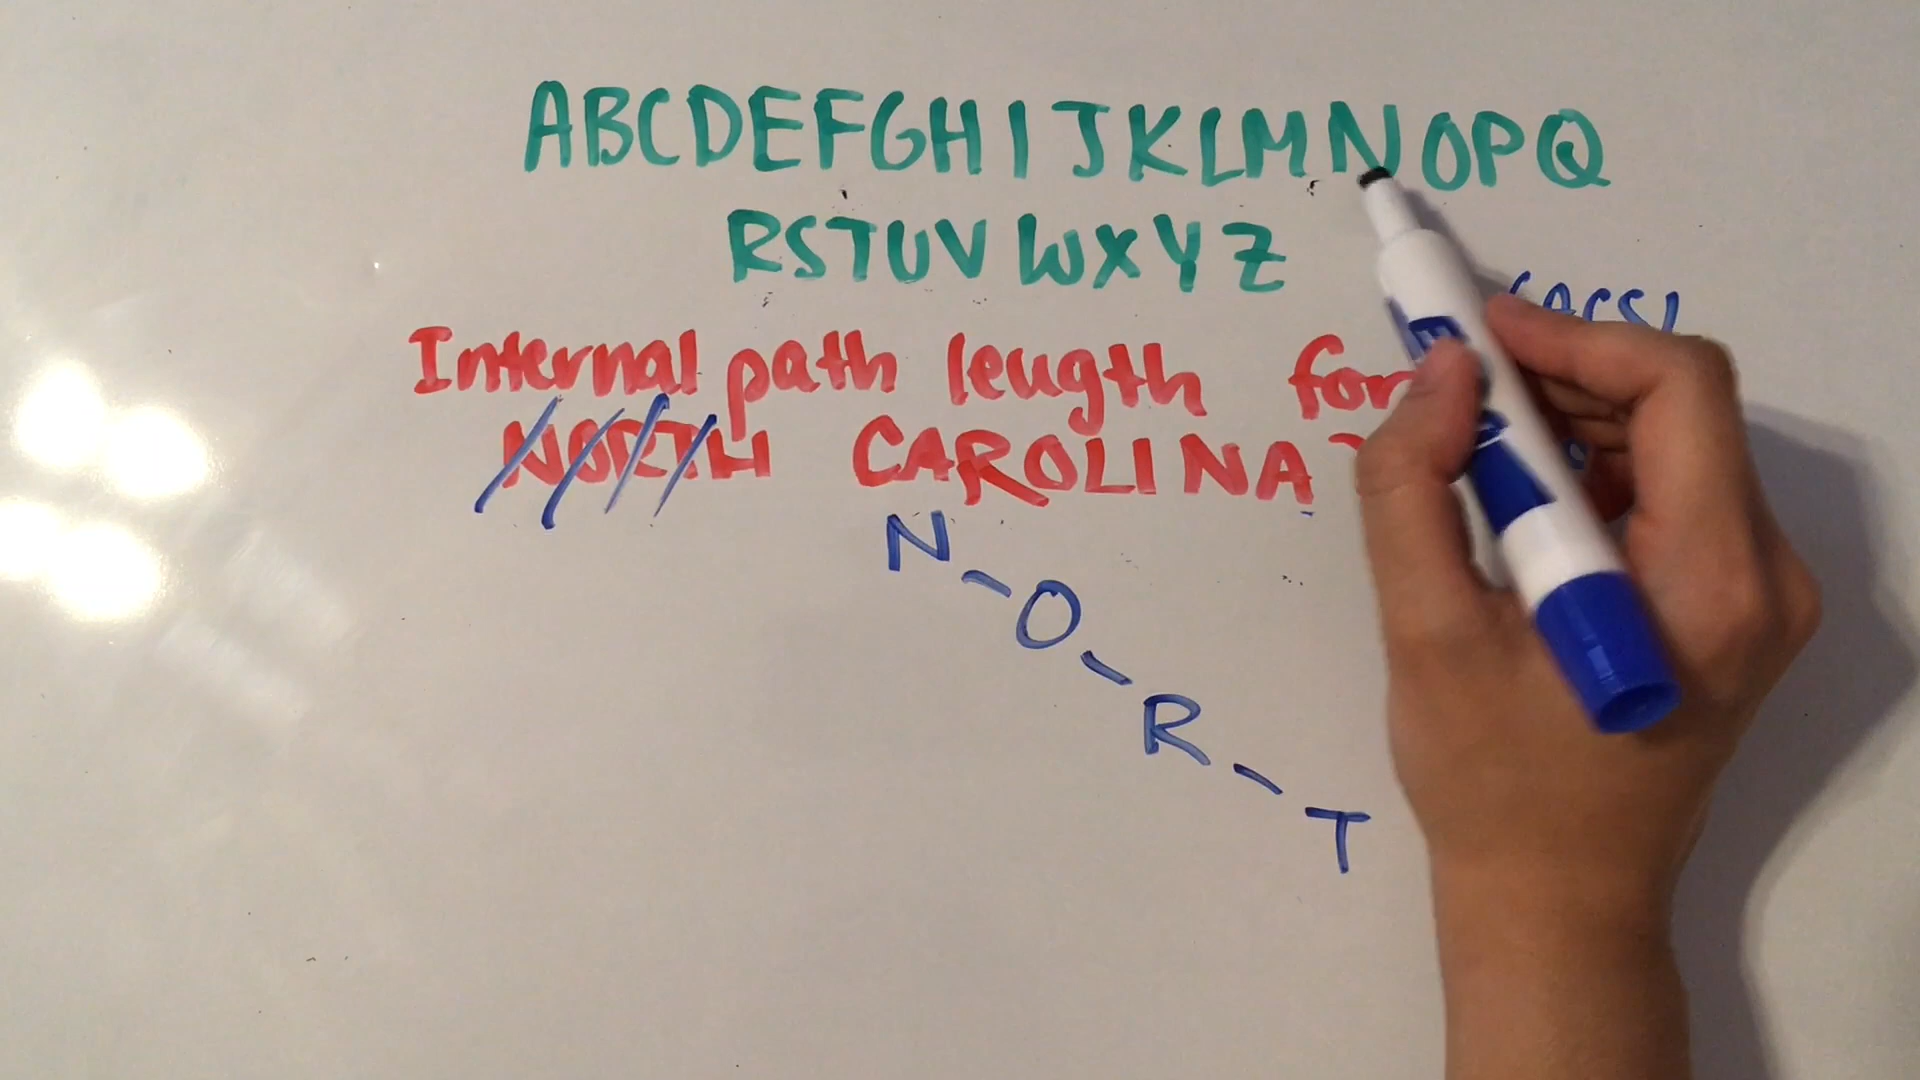 ABCDEFGHIJKLMNOPQ
RSTUVWXYZ
Internal path length for
NORTH CAROLINA?
N
O
R
T